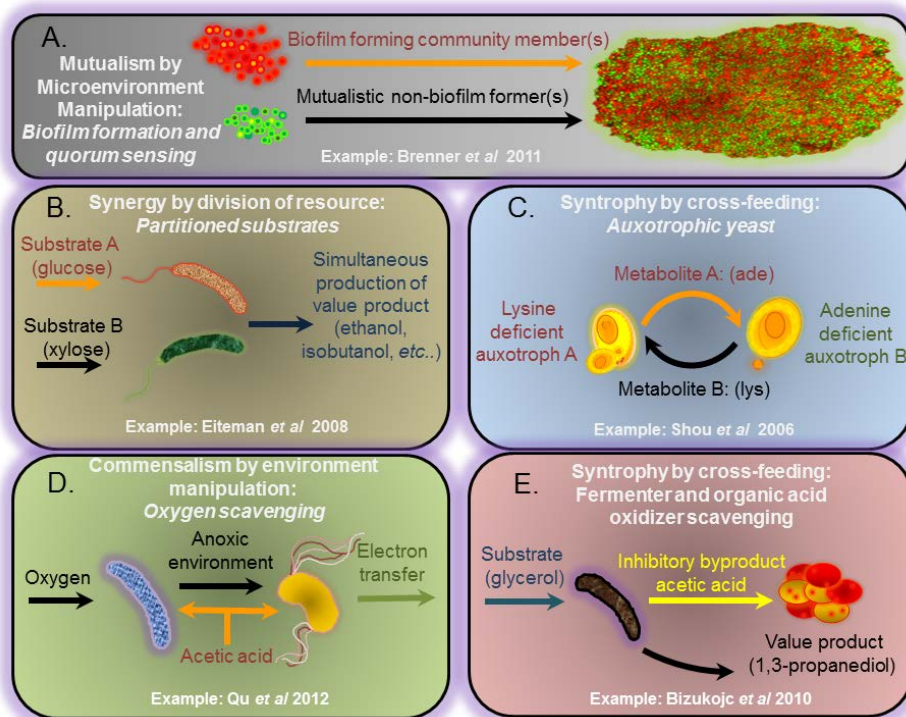 A.
Mutualism by
Microenvironment
Manipulation:
Biofilm formation and
quorum sensing
Biofilm forming community member(s)
Mutualistic non-biofilm former(s)
Example: Brenner et al 2011
B.
Synergy by division of resource:
Partitioned substrates
Substrate A
(glucose)
Substrate B
(xylose)
Simultaneous
production of
value product
(ethanol,
isobutanol, etc..)
Example: Eiteman et al 2008
C.
Syntrophy by cross-feeding:
Auxotrophic yeast
Metabolite A: (ade)
Lysine
deficient
auxotroph A
Adenine
deficient
auxotroph B
Metabolite B: (lys)
Example: Shou et al 2006
D.
Commensalism by environment
manipulation:
Oxygen scavenging
Oxygen
Anoxic
environment
Electron
transfer
Acetic acid
Example: Qu et al 2012
E.
Syntrophy by cross-feeding:
Fermenter and organic acid
oxidizer scavenging
Substrate
(glycerol)
Inhibitory byproduct
acetic acid
Value product
(1,3-propanediol)
Example: Bizukojc et al 2010